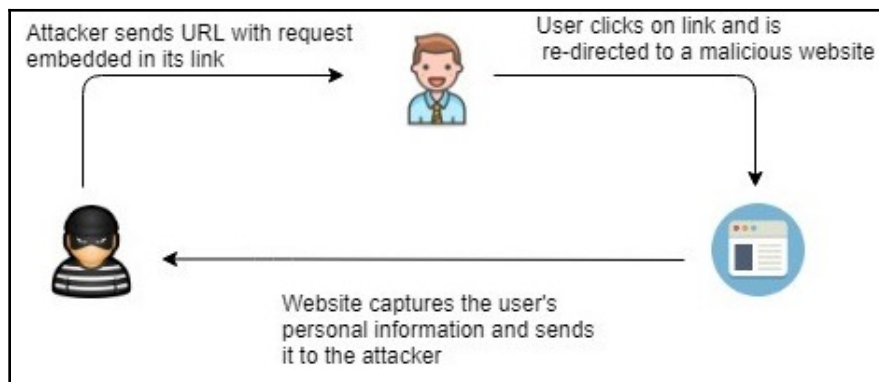 Attacker sends URL with request
embedded in its link
User clicks on link and is
re-directed to a malicious website
Website captures the user's
personal information and sends
it to the attacker